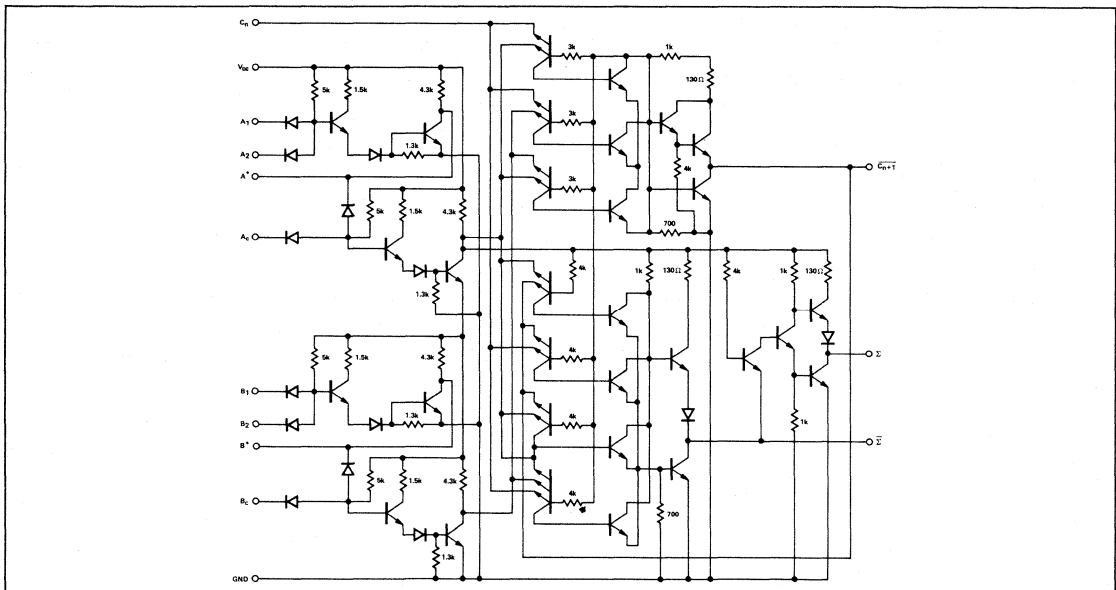 Cn
3k
1k
130Ω
VCC
5k
1.5k
4.3k
A1
3k
A2
1.3k
4k
Cn+1
A*
3k
5k
1.5k
4.3k
700
Ac
4k
1k
130Ω
4k
1k
130Ω
1.3k
5k
1.5k
4.3k
4k
Σ
B1
1.3k
B2
4k
1k
B*
Σ
5k
1.5k
4.3k
4k
Bc
700
1.3k
GND